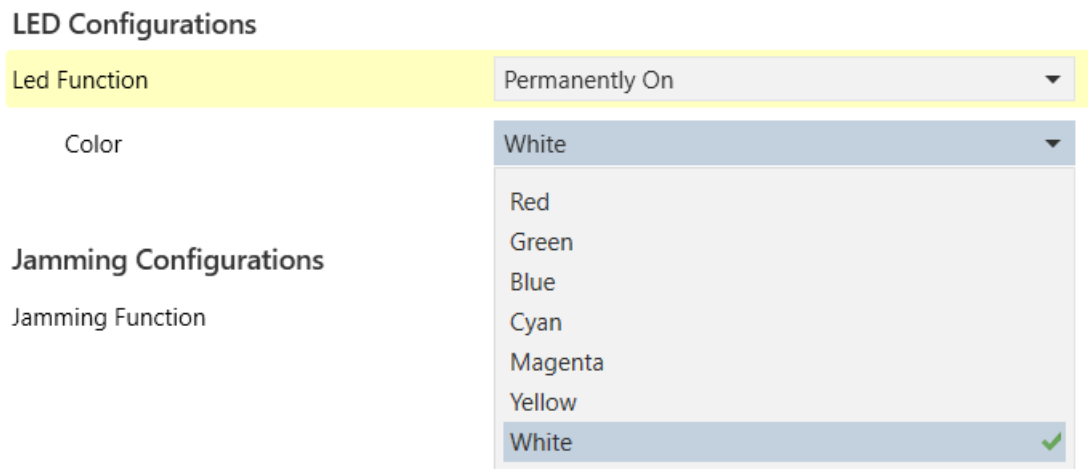 LED Configurations
Led Function Permanently On
Color White
Red
Green
Jamming Configurations
Blue
Jamming Function
Cyan
Magenta
Yellow
White